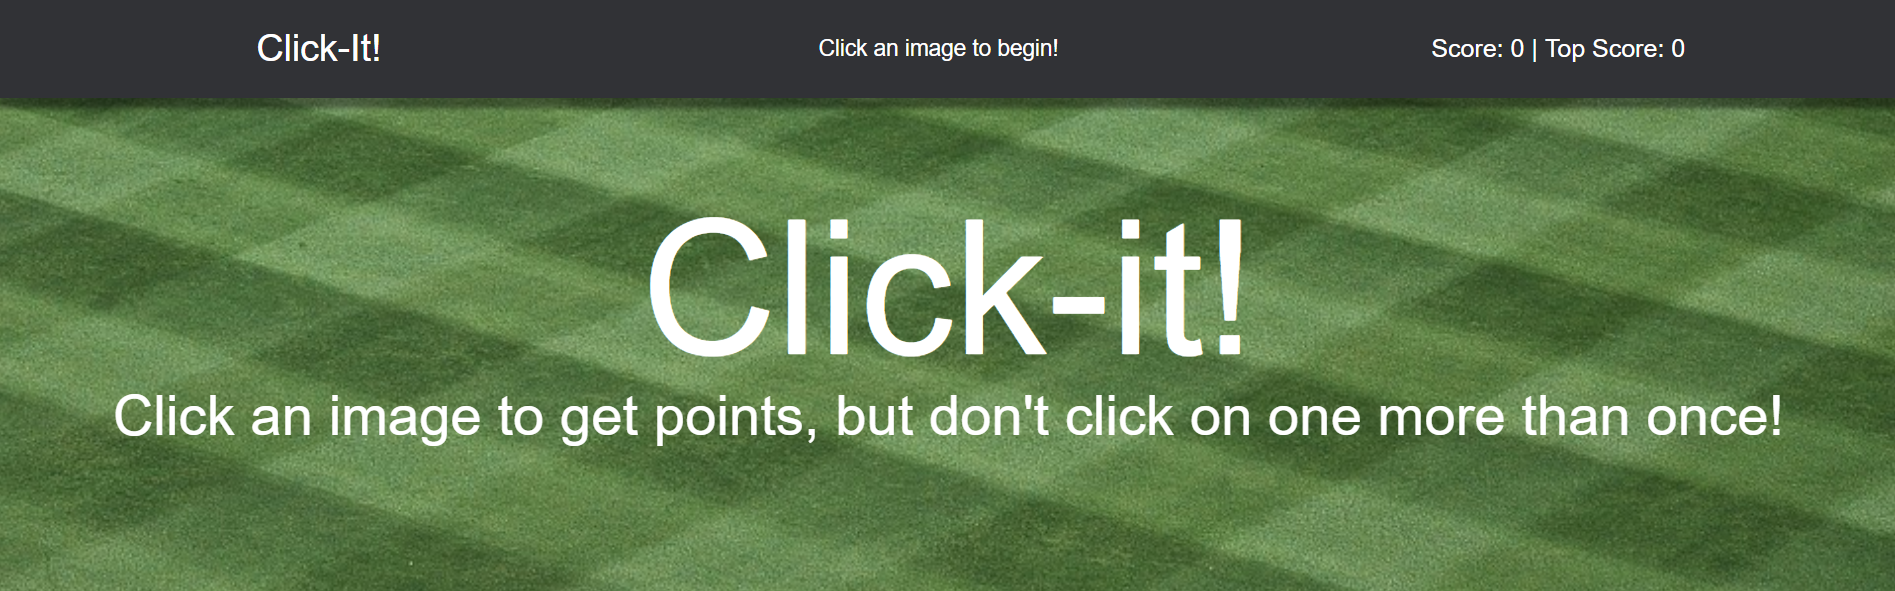 Click-It!
Click an image to begin!
Score: 0 | Top Score: 0
Click-it!
Click an image to get points, but don't click on one more than once!